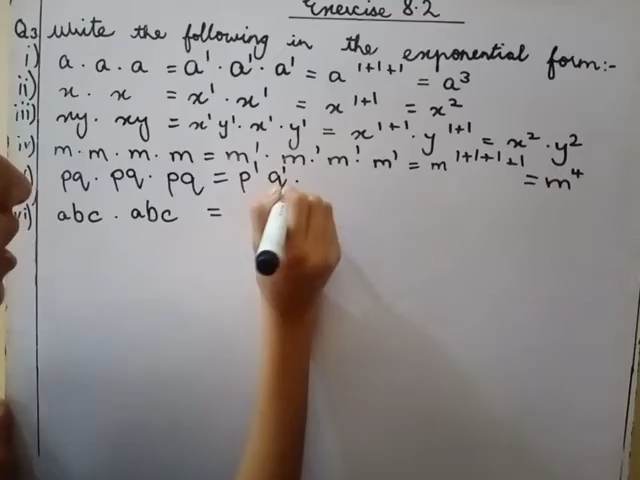 Exercise 8.2
Q3 Write the following in the exponential form:-
i) a . a . a = a¹ . a¹ . a¹ = a¹⁺¹⁺¹ = a³
ii) x . x = x¹ . x¹ = x¹⁺¹ = x²
iii) xy . xy = x¹y¹ . x¹ . y¹ = x¹⁺¹ . y¹⁺¹ = x² . y²
iv) m . m . m . m = m¹ . m¹ . m¹ . m¹ = m¹⁺¹⁺¹⁺¹ = m⁴
) pq . pq . pq = p¹ q¹ .
vi) abc . abc =